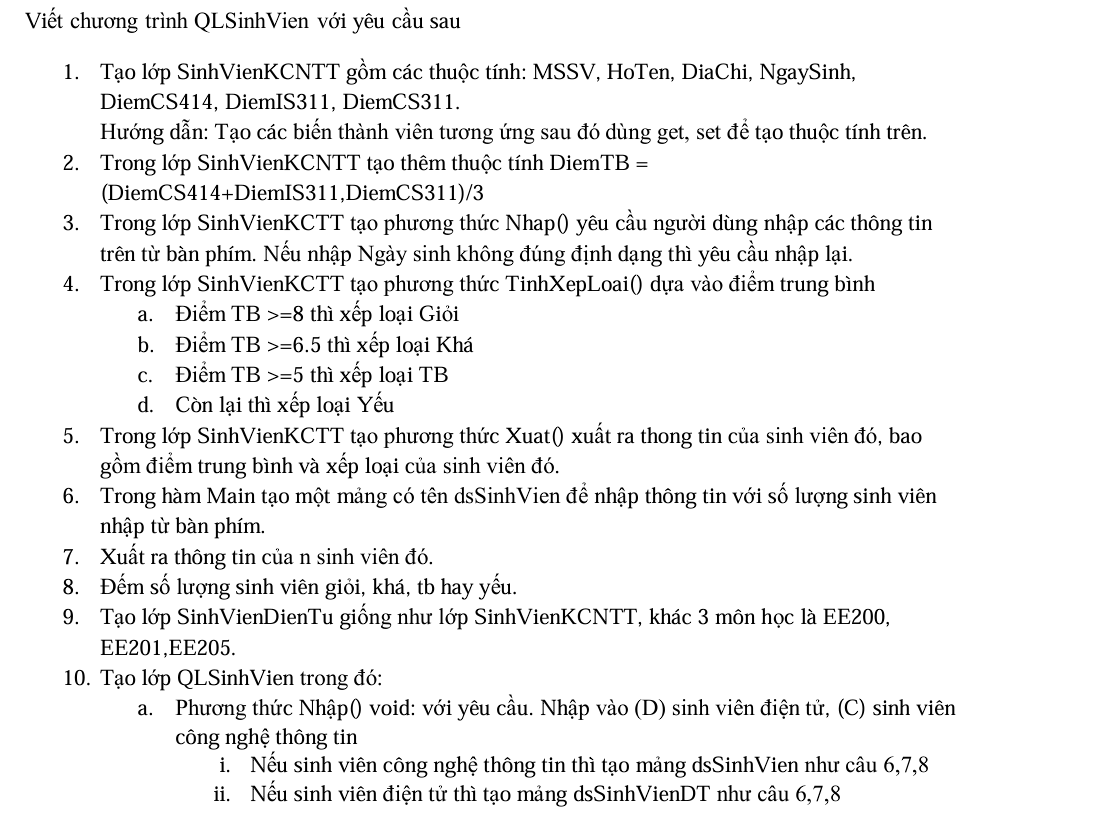 Viết chương trình QLSinhVien với yêu cầu sau
1. Tạo lớp SinhVienKCNTT gồm các thuộc tính: MSSV, HoTen, DiaChi, NgaySinh,
DiemCS414, DiemIS311, DiemCS311.
Hướng dẫn: Tạo các biến thành viên tương ứng sau đó dùng get, set để tạo thuộc tính trên.
2. Trong lớp SinhVienKCNTT tạo thêm thuộc tính DiemTB =
(DiemCS414+DiemIS311,DiemCS311)/3
3. Trong lớp SinhVienKCTT tạo phương thức Nhap() yêu cầu người dùng nhập các thông tin
trên từ bàn phím. Nếu nhập Ngày sinh không đúng định dạng thì yêu cầu nhập lại.
4. Trong lớp SinhVienKCTT tạo phương thức TinhXepLoai() dựa vào điểm trung bình
a. Điểm TB >=8 thì xếp loại Giỏi
b. Điểm TB >=6.5 thì xếp loại Khá
c. Điểm TB >=5 thì xếp loại TB
d. Còn lại thì xếp loại Yếu
5. Trong lớp SinhVienKCTT tạo phương thức Xuat() xuất ra thong tin của sinh viên đó, bao
gồm điểm trung bình và xếp loại của sinh viên đó.
6. Trong hàm Main tạo một mảng có tên dsSinhVien để nhập thông tin với số lượng sinh viên
nhập từ bàn phím.
7. Xuất ra thông tin của n sinh viên đó.
8. Đếm số lượng sinh viên giỏi, khá, tb hay yếu.
9. Tạo lớp SinhVienDienTu giống như lớp SinhVienKCNTT, khác 3 môn học là EE200,
EE201,EE205.
10. Tạo lớp QLSinhVien trong đó:
a. Phương thức Nhập() void: với yêu cầu. Nhập vào (D) sinh viên điện tử, (C) sinh viên
công nghệ thông tin
i. Nếu sinh viên công nghệ thông tin thì tạo mảng dsSinhVien như câu 6,7,8
ii. Nếu sinh viên điện tử thì tạo mảng dsSinhVienDT như câu 6,7,8